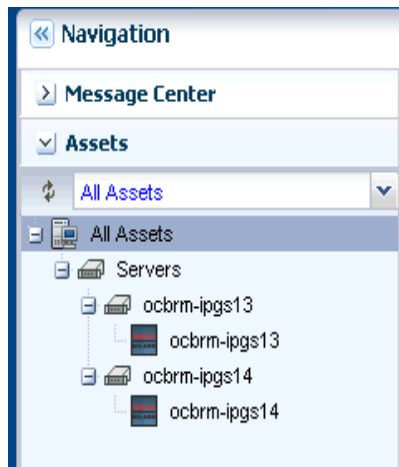 Navigation
Message Center
Assets
All Assets
All Assets
Servers
ocbrm-ipgs13
ocbrm-ipgs13
ocbrm-ipgs14
ocbrm-ipgs14